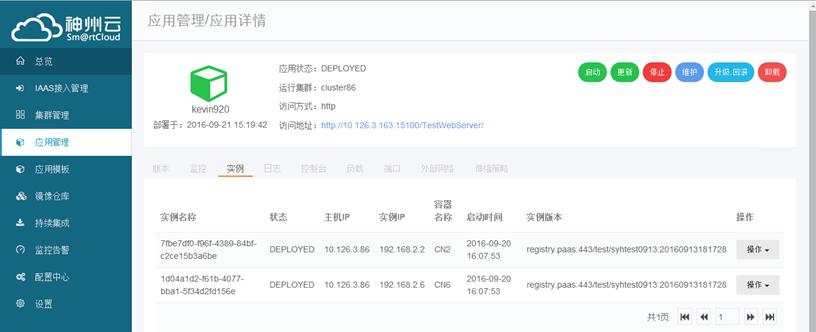 神州云
Sm@rtCloud
总览
IAAS接入管理
集群管理
应用管理
应用模板
镜像仓库
持续集成
监控告警
配置中心
设置
应用管理/应用详情
kevin920
部署于：2016-09-21 15:19:42
应用状态：DEPLOYED
运行集群：cluster86
访问方式：http
访问地址：http://10.126.3.163:15100/TestWebServer/
启动 更新 停止 维护 升级.回滚 卸载
版本 监控 实例 日志 控制台 负载 端口 外部网络 伸缩策略
实例名称 状态 主机IP 实例IP 容器名称 启动时间 实例版本 操作
7fbe7df0-f96f-4389-84bf-c2ce15b3a6be DEPLOYED 10.126.3.86 192.168.2.2 CN2 2016-09-20 16:07:53 registry.paas:443/test/syhtest0913:20160913181728 操作
1d04a1d2-f61b-4077-bba1-5f34d2fd156e DEPLOYED 10.126.3.86 192.168.2.6 CN6 2016-09-20 16:07:53 registry.paas:443/test/syhtest0913:20160913181728 操作
共1页 1